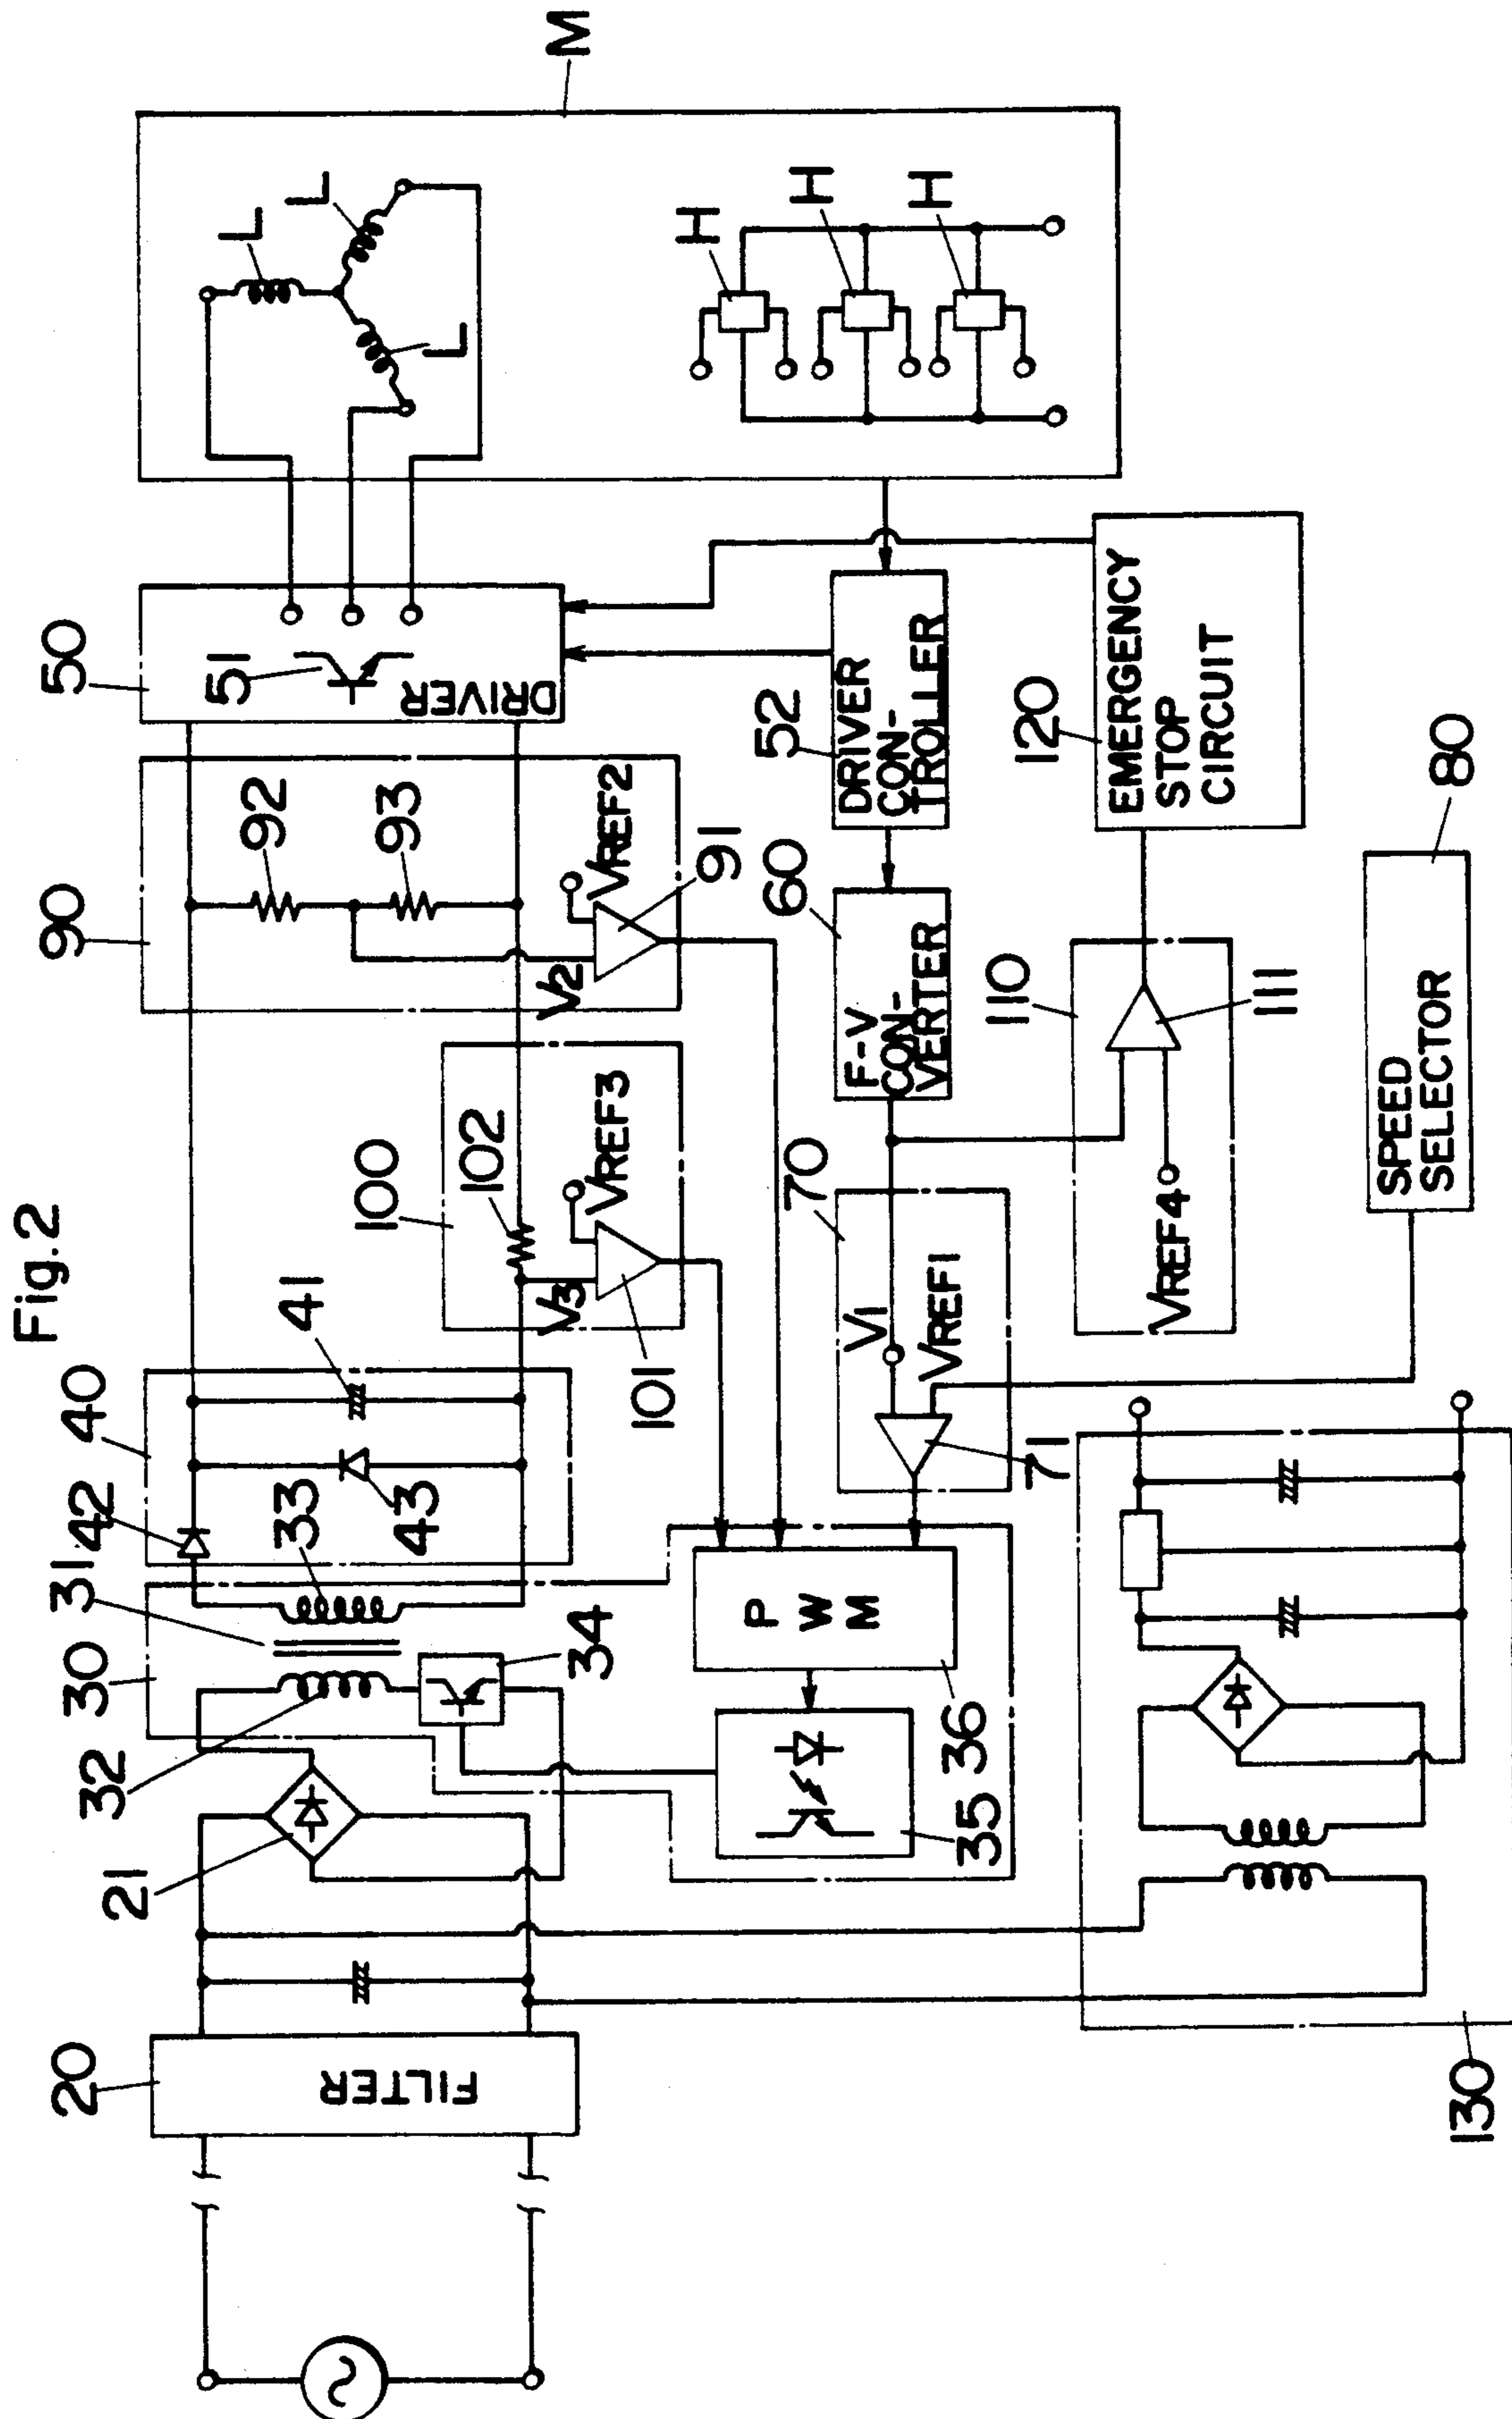 Fig.2
20
FILTER
21
30
31
32
33
34
35
36
P
W
M
40
41
42
43
100
102
VREF3
V3
101
90
92
93
VREF2
V2
91
50
51
DRIVER
M
L
L
L
H
H
H
52
DRIVER
CON-
TROLLER
60
F-V
CON-
VERTER
70
V1
VREF1
71
110
111
VREF4
120
EMERGENCY
STOP
CIRCUIT
80
SPEED
SELECTOR
130